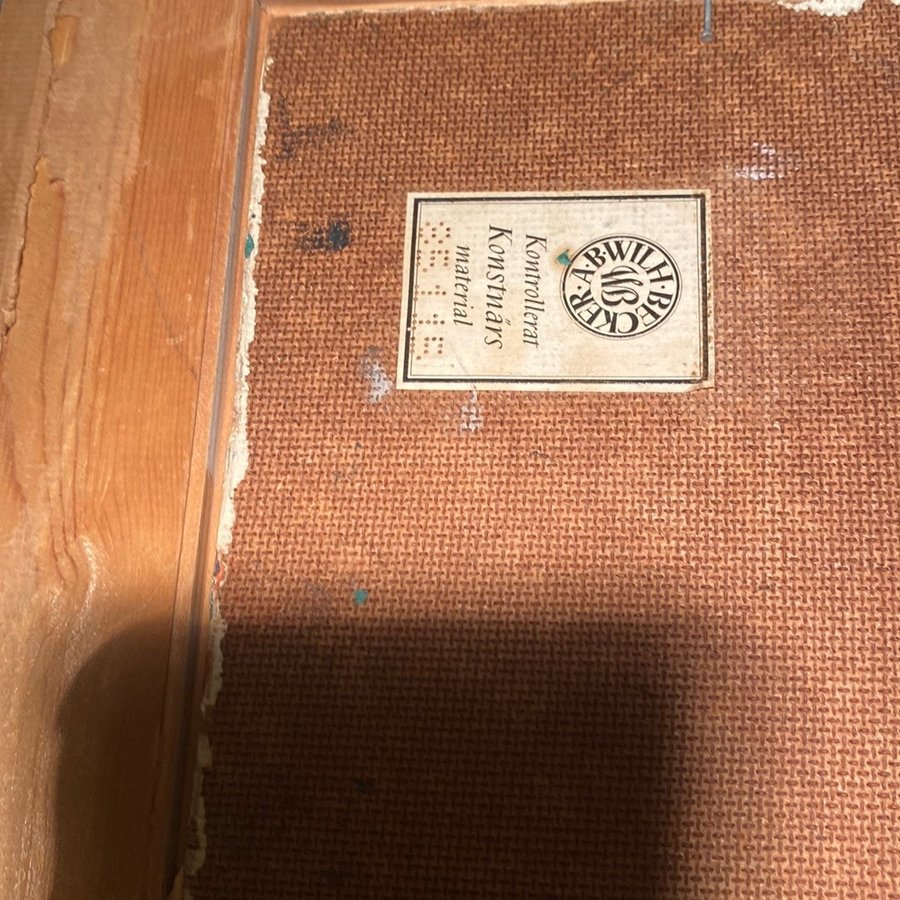 A·B·WILH·BECKER·
WB
Kontrollerat
Konstnärs
material